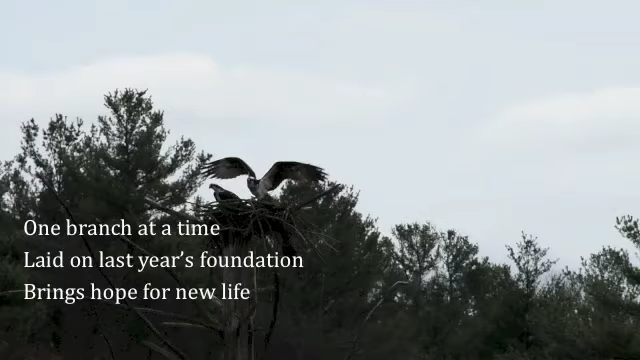 One branch at a time
Laid on last year’s foundation
Brings hope for new life